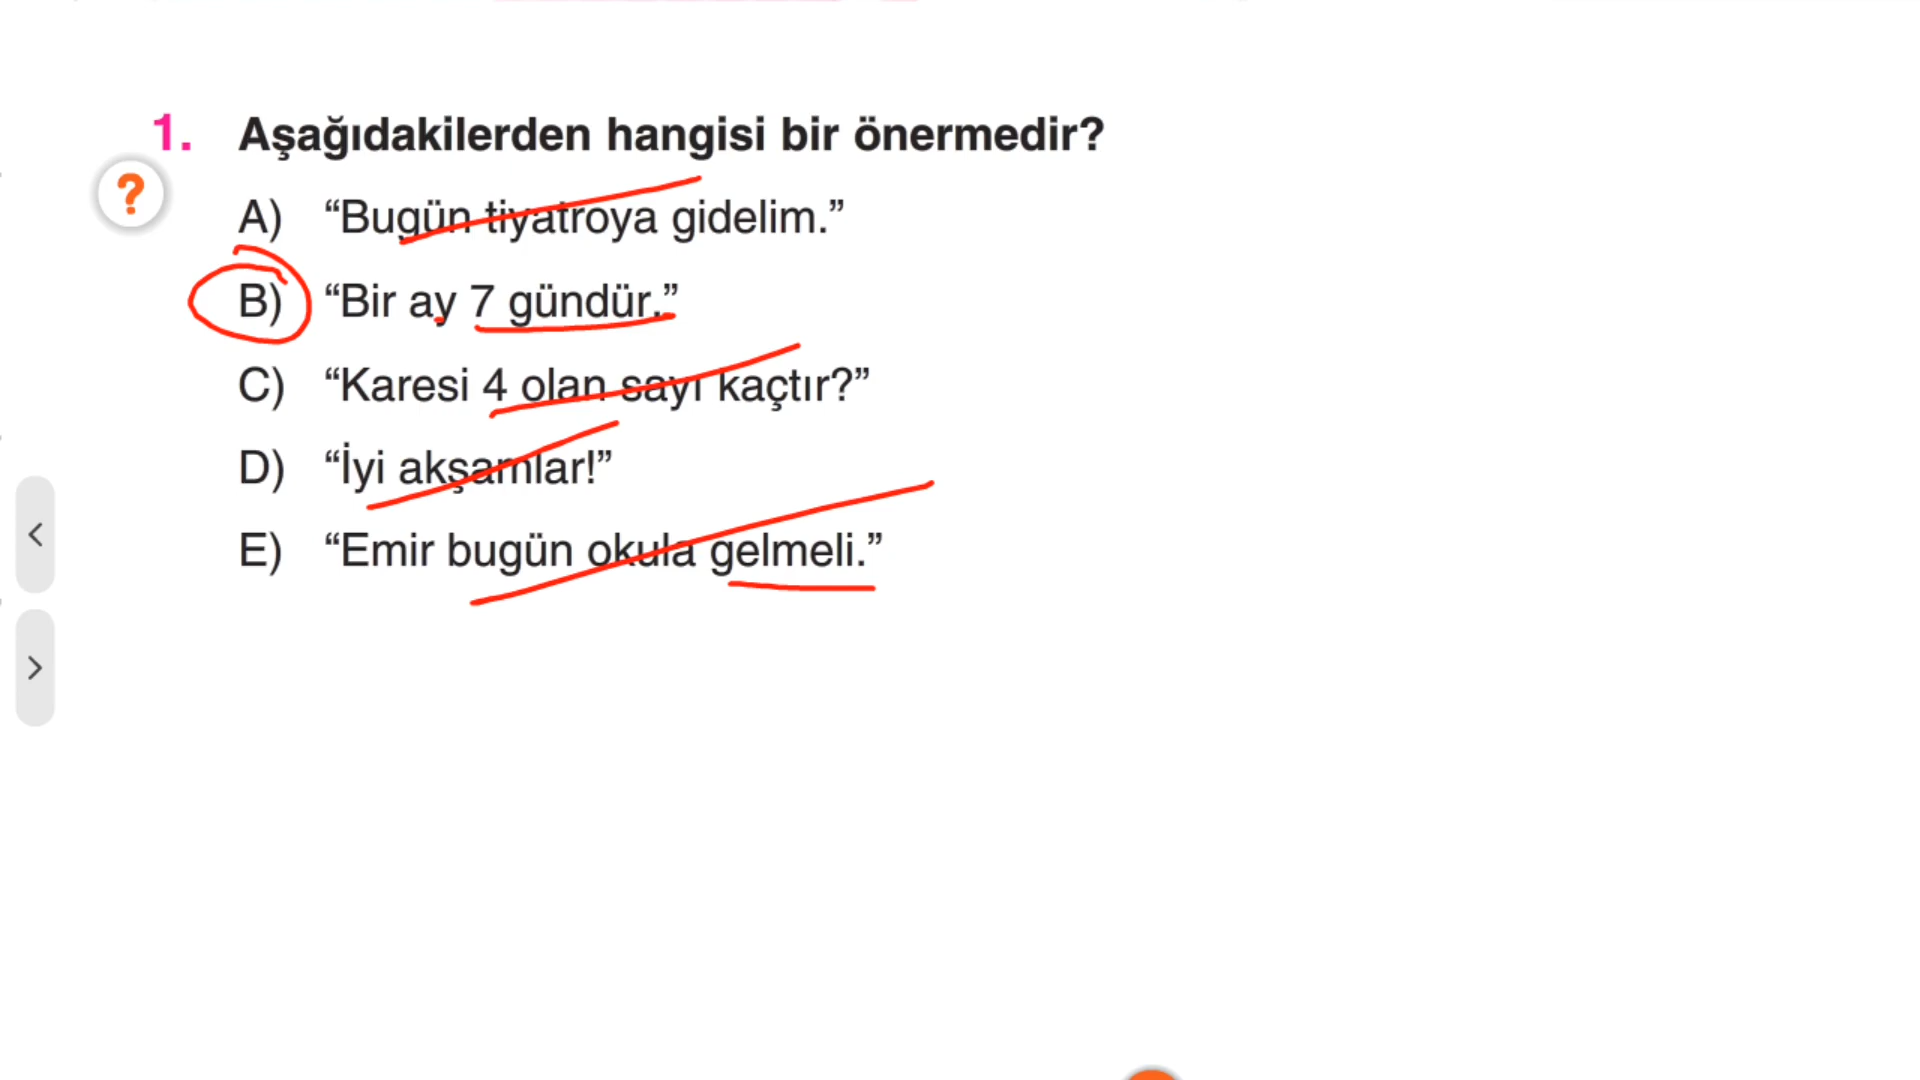 1. Aşağıdakilerden hangisi bir önermedir?
?
A) “Bugün tiyatroya gidelim.”
B) “Bir ay 7 gündür.”
C) “Karesi 4 olan sayı kaçtır?”
D) “İyi akşamlar!”
E) “Emir bugün okula gelmeli.”